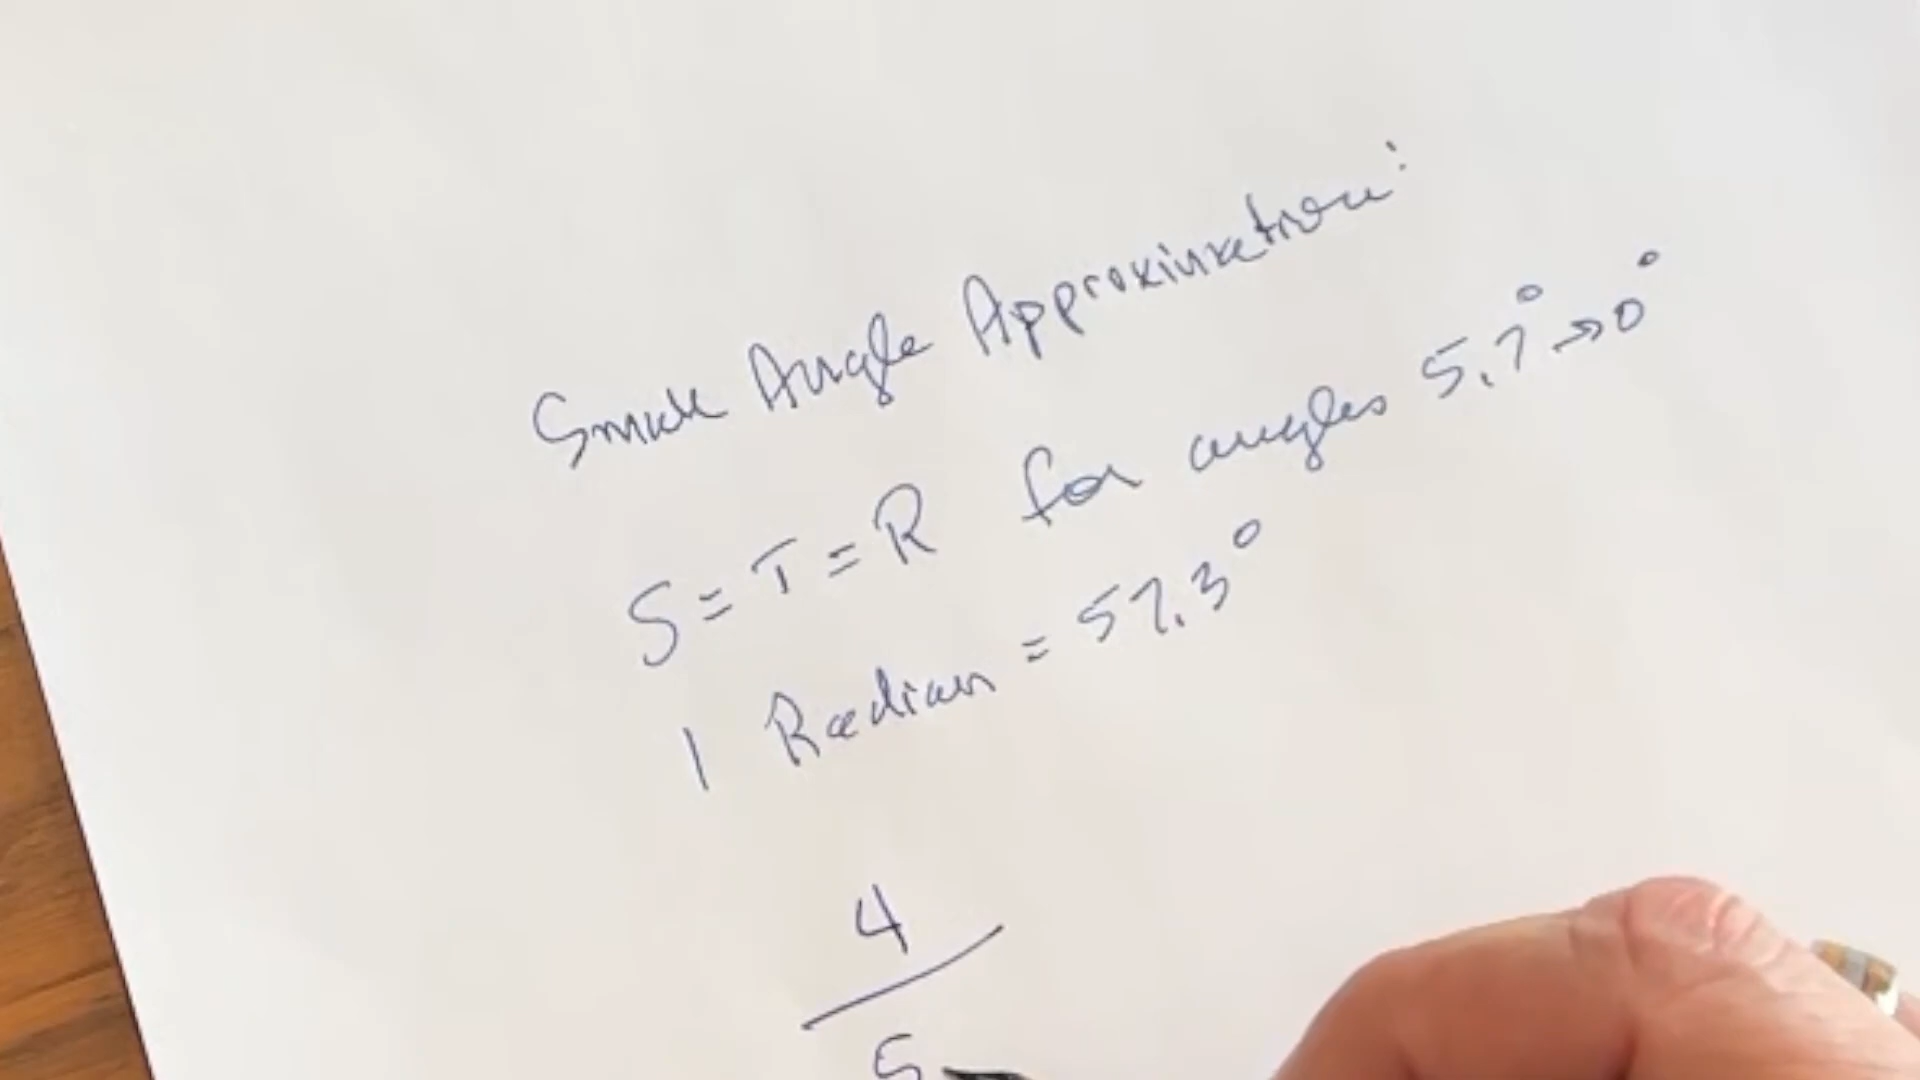 Small Angle Approximation:
S = T = R for angles 5.7° → 0°
1 Radian = 57.3°
4
5